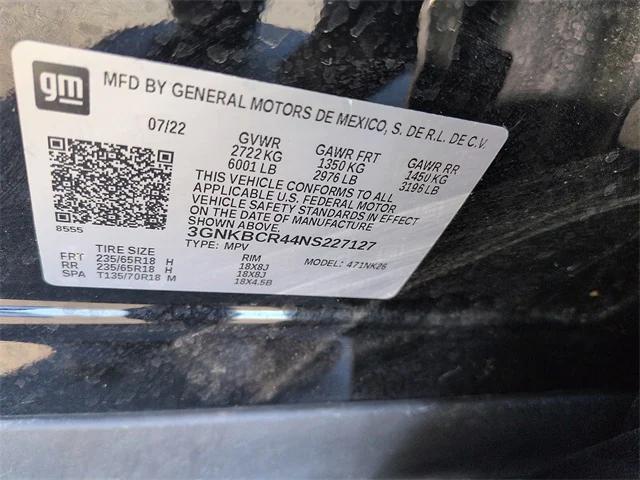 gm
MFD BY GENERAL MOTORS DE MEXICO, S. DE R.L. DE C.V.
07/22 GVWR GAWR FRT GAWR RR
2722 KG 1350 KG 1450 KG
6001 LB 2976 LB 3196 LB
THIS VEHICLE CONFORMS TO ALL
APPLICABLE U.S. FEDERAL MOTOR
VEHICLE SAFETY STANDARDS IN
EFFECT ON THE DATE OF MANUFACTURE
SHOWN ABOVE.
8555
3GNKBCR44NS227127
TYPE: MPV MODEL: 471NK26
TIRE SIZE RIM
FRT 235/65R18 H 18X8J
RR 235/65R18 H 18X8J
SPA T135/70R18 M 18X4.5B